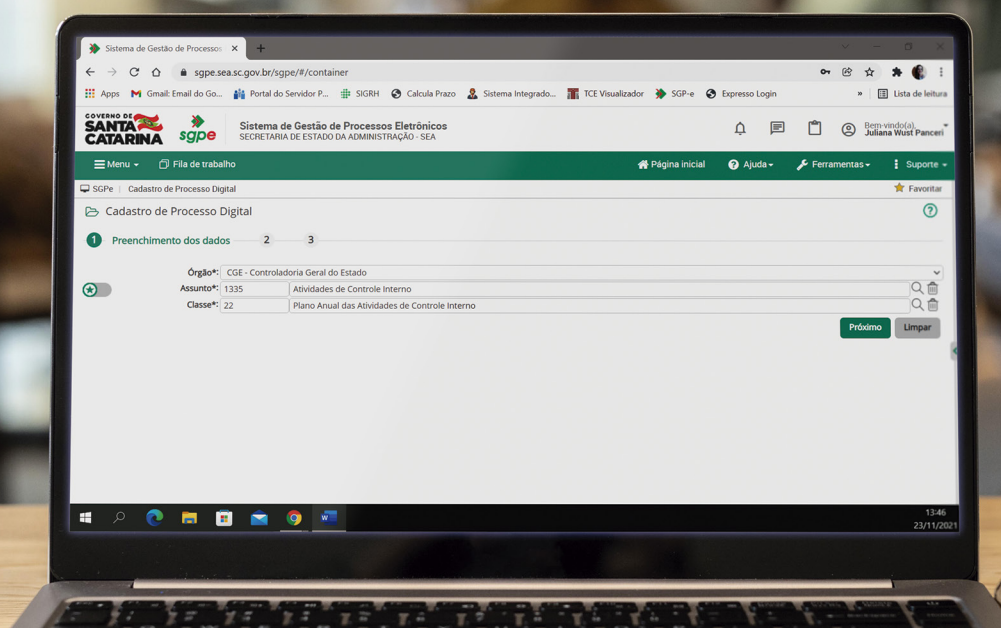 Sistema de Gestão de Processos
sgpe.sea.sc.gov.br/sgpe/#/container
Apps Gmail: Email do Go... Portal do Servidor P... SIGRH Calcula Prazo Sistema Integrado... TCE Visualizador SGP-e Expresso Login » Lista de leitura
GOVERNO DE
SANTA
CATARINA
sgpe
Sistema de Gestão de Processos Eletrônicos
SECRETARIA DE ESTADO DA ADMINISTRAÇÃO - SEA
Bem-vindo(a),
Juliana Wust Panceri
Menu Fila de trabalho Página inicial Ajuda Ferramentas Suporte
SGPe Cadastro de Processo Digital Favoritar
Cadastro de Processo Digital
1 Preenchimento dos dados 2 3
Órgão*: CGE - Controladoria Geral do Estado
Assunto*: 1335 Atividades de Controle Interno
Classe*: 22 Plano Anual das Atividades de Controle Interno
Próximo Limpar
13:46
23/11/2021